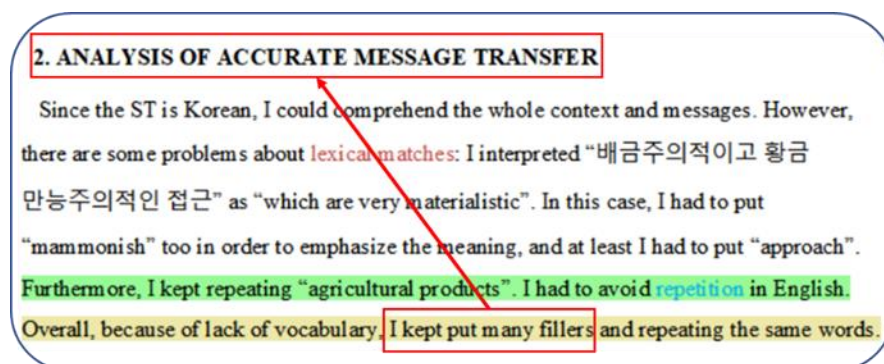 2. ANALYSIS OF ACCURATE MESSAGE TRANSFER
Since the ST is Korean, I could comprehend the whole context and messages. However,
there are some problems about lexical matches: I interpreted “배금주의적이고 황금
만능주의적인 접근” as “which are very materialistic”. In this case, I had to put
“mammonish” too in order to emphasize the meaning, and at least I had to put “approach”.
Furthermore, I kept repeating “agricultural products”. I had to avoid repetition in English.
Overall, because of lack of vocabulary, I kept put many fillers and repeating the same words.